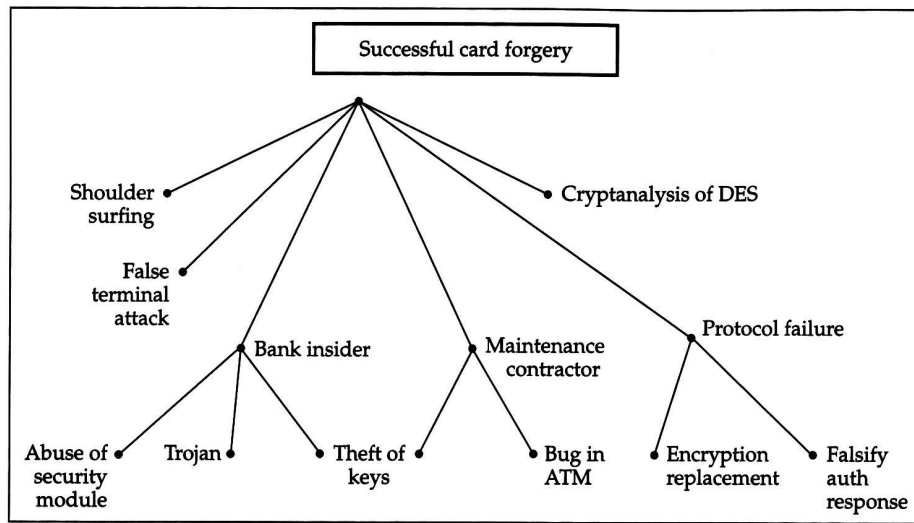 Successful card forgery
Shoulder
surfing
Cryptanalysis of DES
False
terminal
attack
Protocol failure
Bank insider
Maintenance
contractor
Abuse of
security
module
Trojan
Theft of
keys
Bug in
ATM
Encryption
replacement
Falsify
auth
response